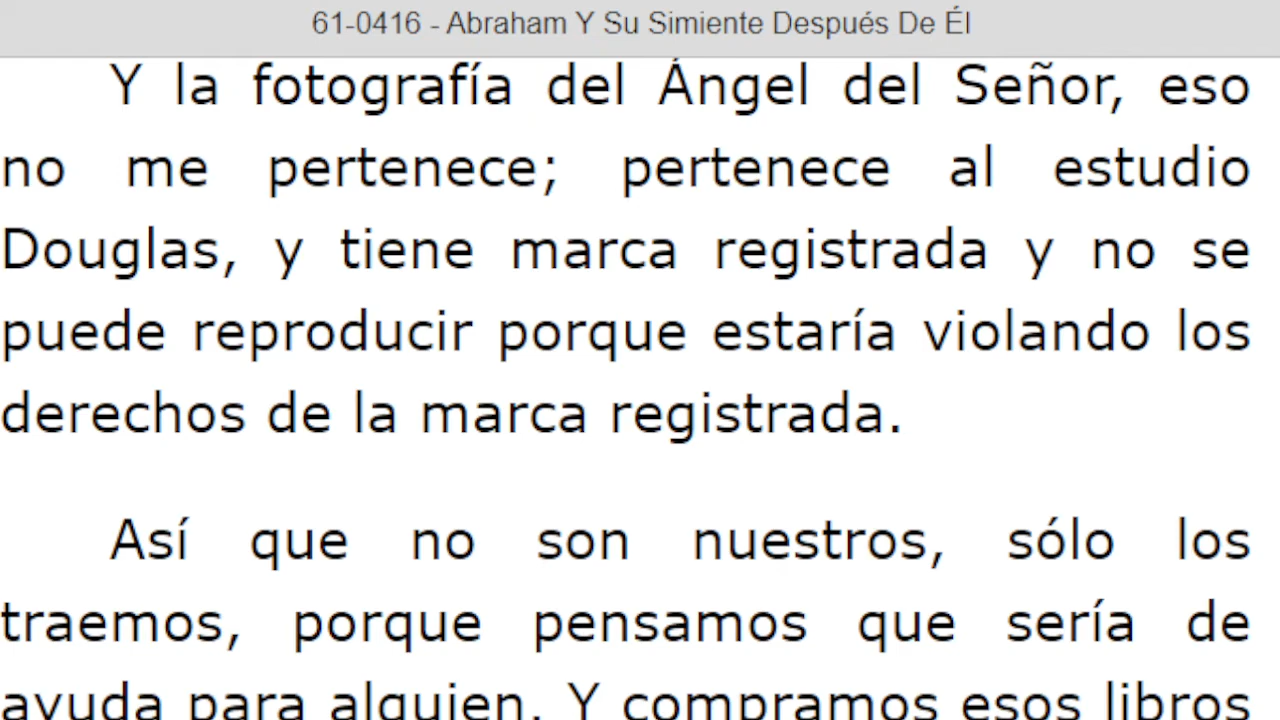 61-0416 - Abraham Y Su Simiente Después De Él
Y la fotografía del Ángel del Señor, eso
no me pertenece; pertenece al estudio
Douglas, y tiene marca registrada y no se
puede reproducir porque estaría violando los
derechos de la marca registrada.
Así que no son nuestros, sólo los
traemos, porque pensamos que sería de
ayuda para alguien. Y compramos esos libros